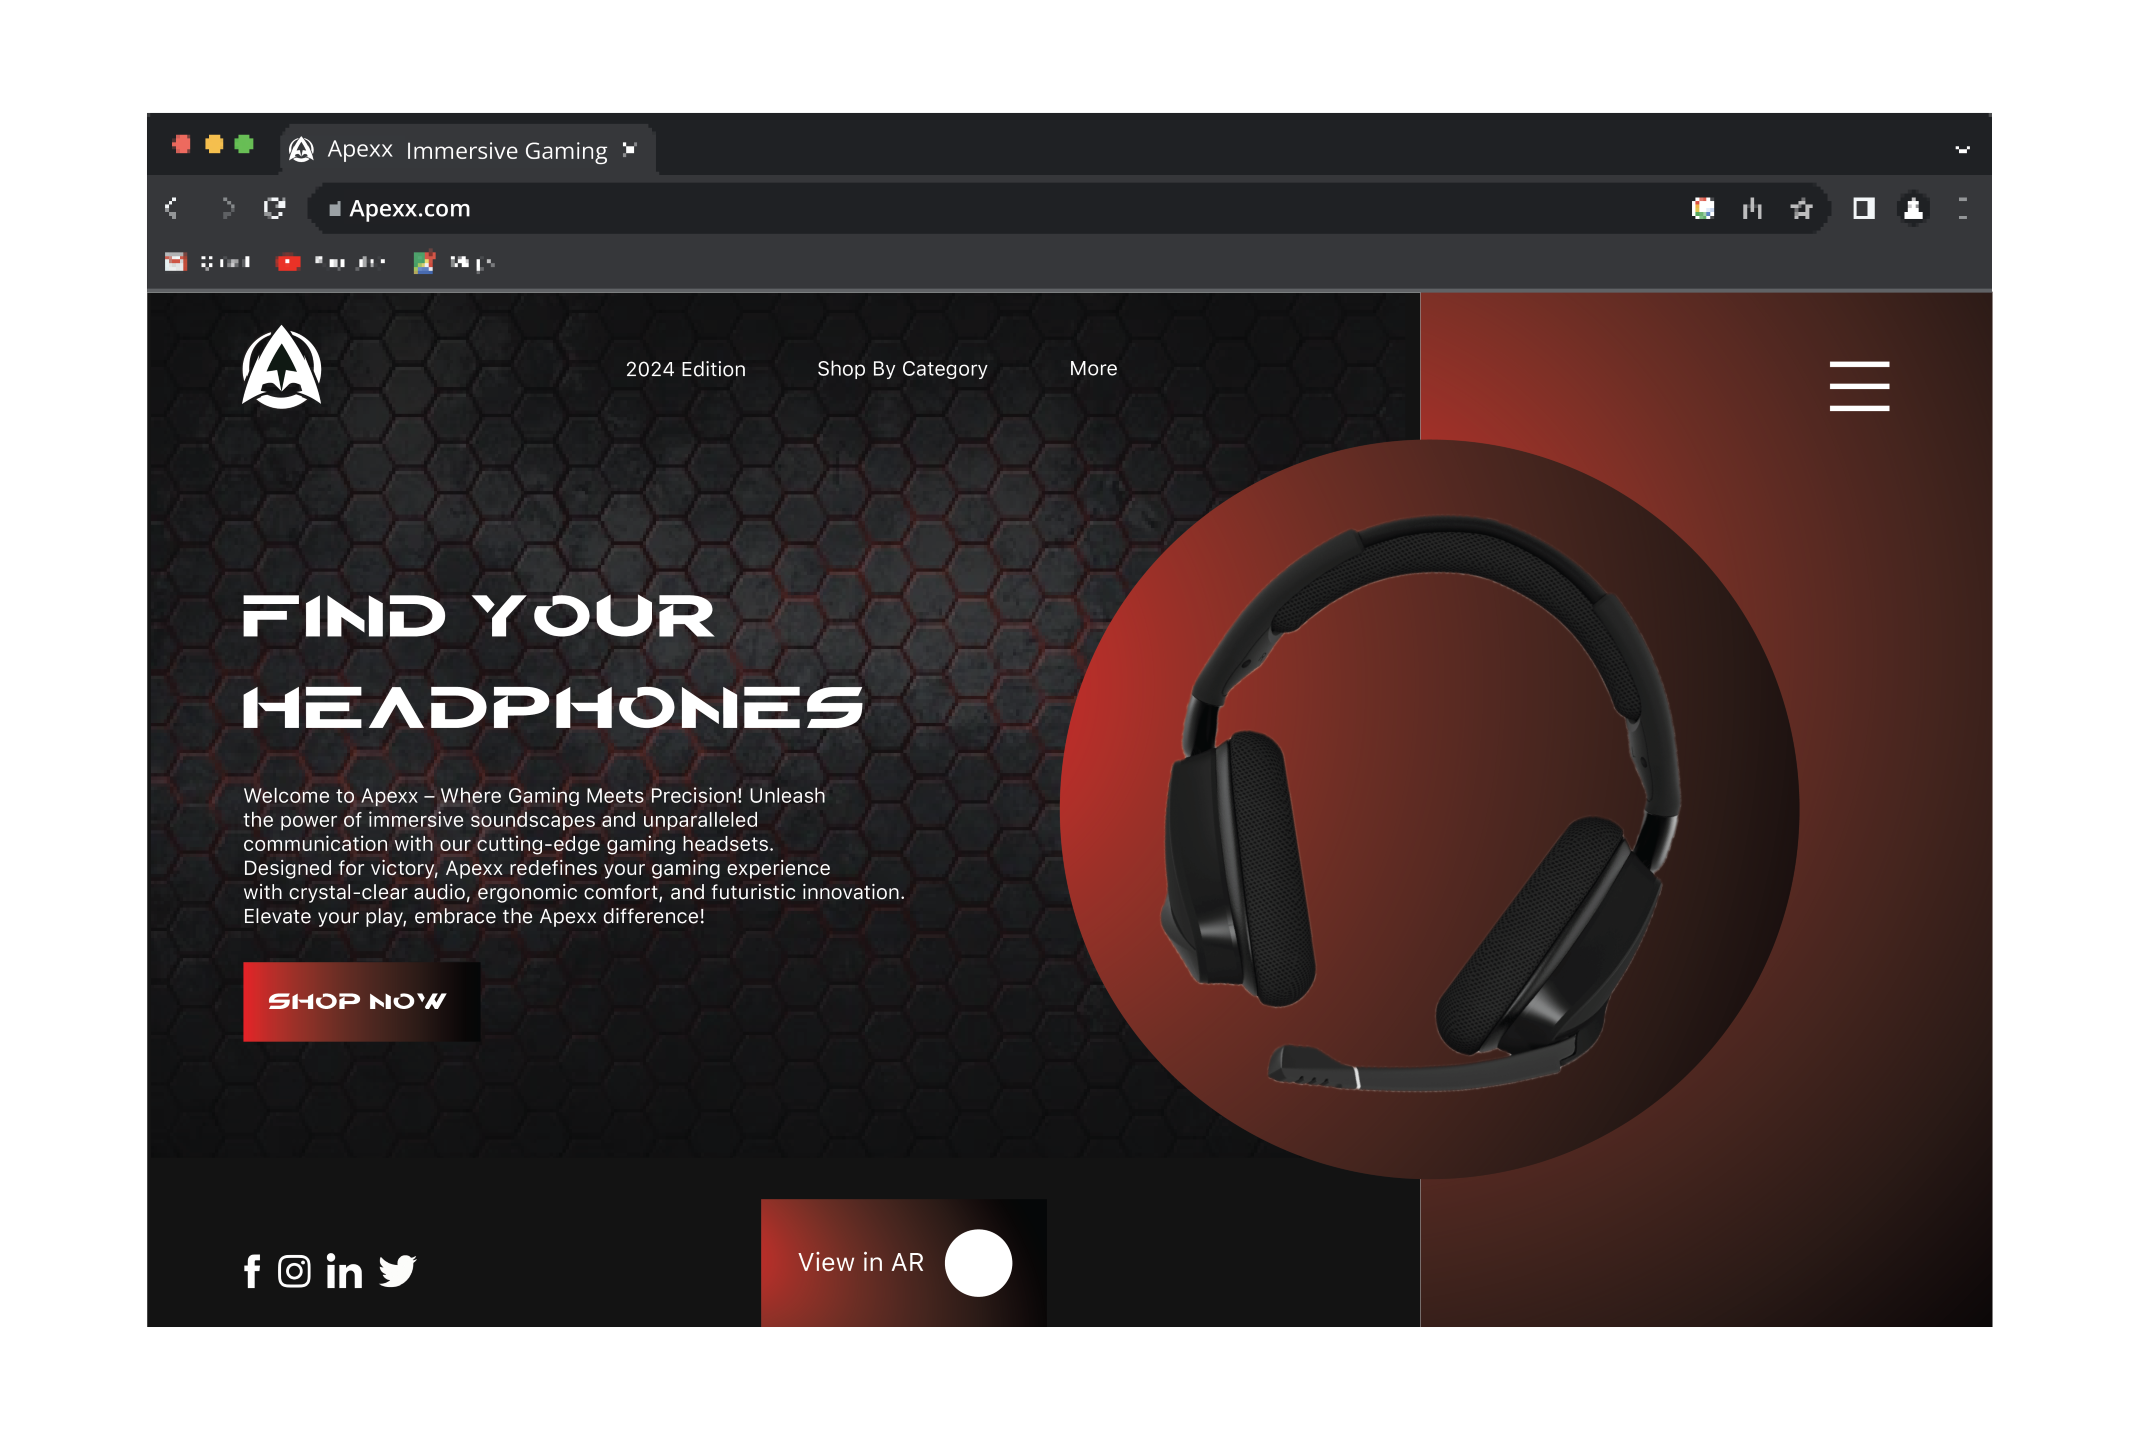 Apexx Immersive Gaming
Apexx.com
2024 Edition
Shop By Category
More
FIND YOUR
HEADPHONES
Welcome to Apexx – Where Gaming Meets Precision! Unleash
the power of immersive soundscapes and unparalleled
communication with our cutting-edge gaming headsets.
Designed for victory, Apexx redefines your gaming experience
with crystal-clear audio, ergonomic comfort, and futuristic innovation.
Elevate your play, embrace the Apexx difference!
SHOP NOW
View in AR